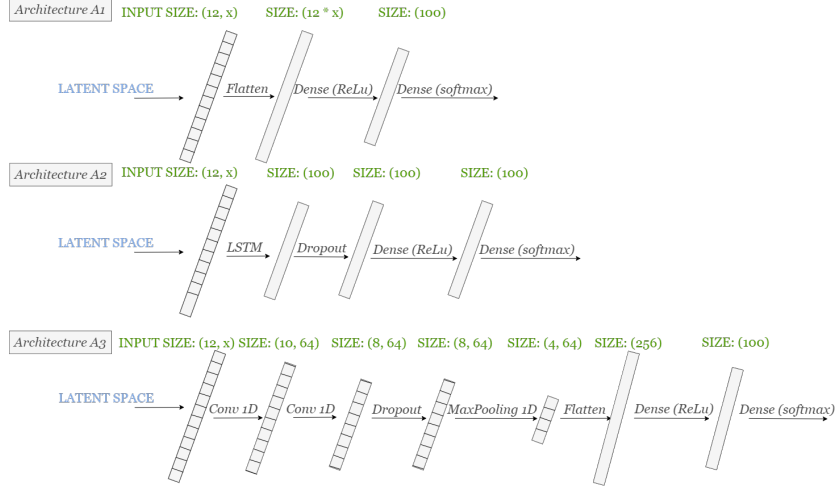 Architecture A1 INPUT SIZE: (12, x) SIZE: (12 * x) SIZE: (100)
LATENT SPACE Flatten Dense (ReLu) Dense (softmax)
Architecture A2 INPUT SIZE: (12, x) SIZE: (100) SIZE: (100) SIZE: (100)
LATENT SPACE LSTM Dropout Dense (ReLu) Dense (softmax)
Architecture A3 INPUT SIZE: (12, x) SIZE: (10, 64) SIZE: (8, 64) SIZE: (8, 64) SIZE: (4, 64) SIZE: (256) SIZE: (100)
LATENT SPACE Conv 1D Conv 1D Dropout MaxPooling 1D Flatten Dense (ReLu) Dense (softmax)